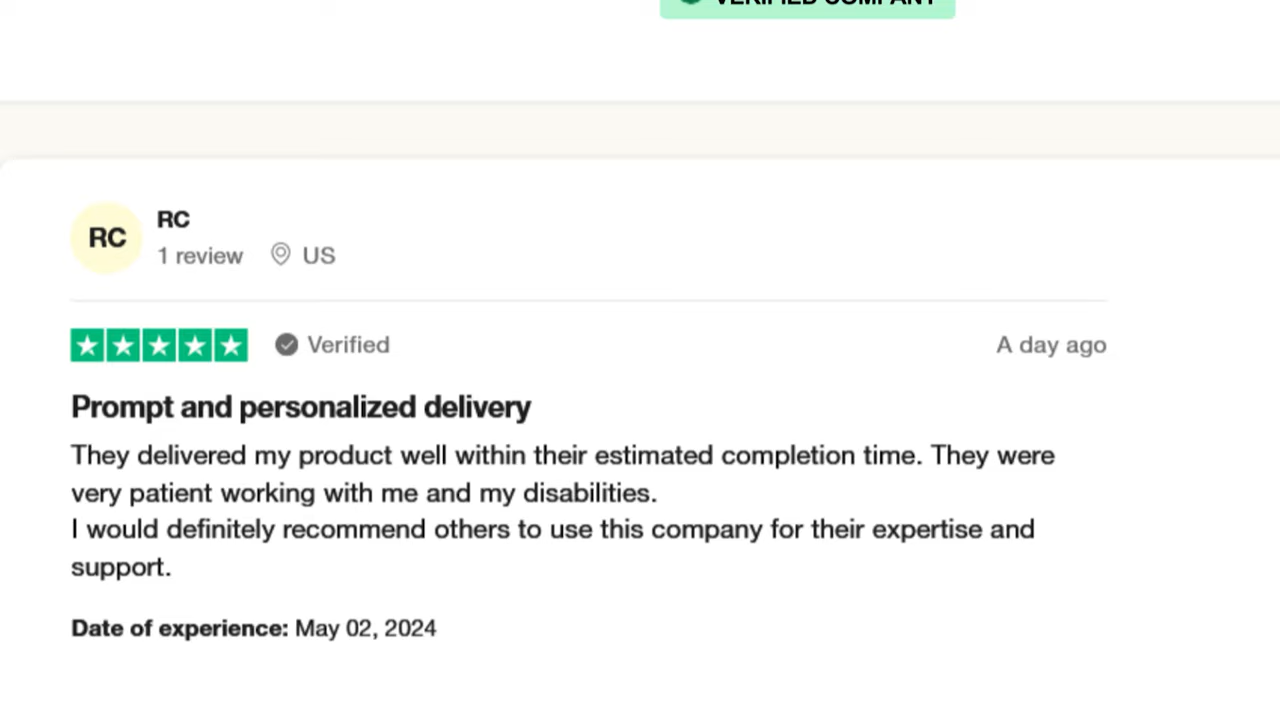 VERIFIED COMPANY
RC
RC
1 review US
Verified
A day ago
Prompt and personalized delivery
They delivered my product well within their estimated completion time. They were
very patient working with me and my disabilities.
I would definitely recommend others to use this company for their expertise and
support.
Date of experience: May 02, 2024